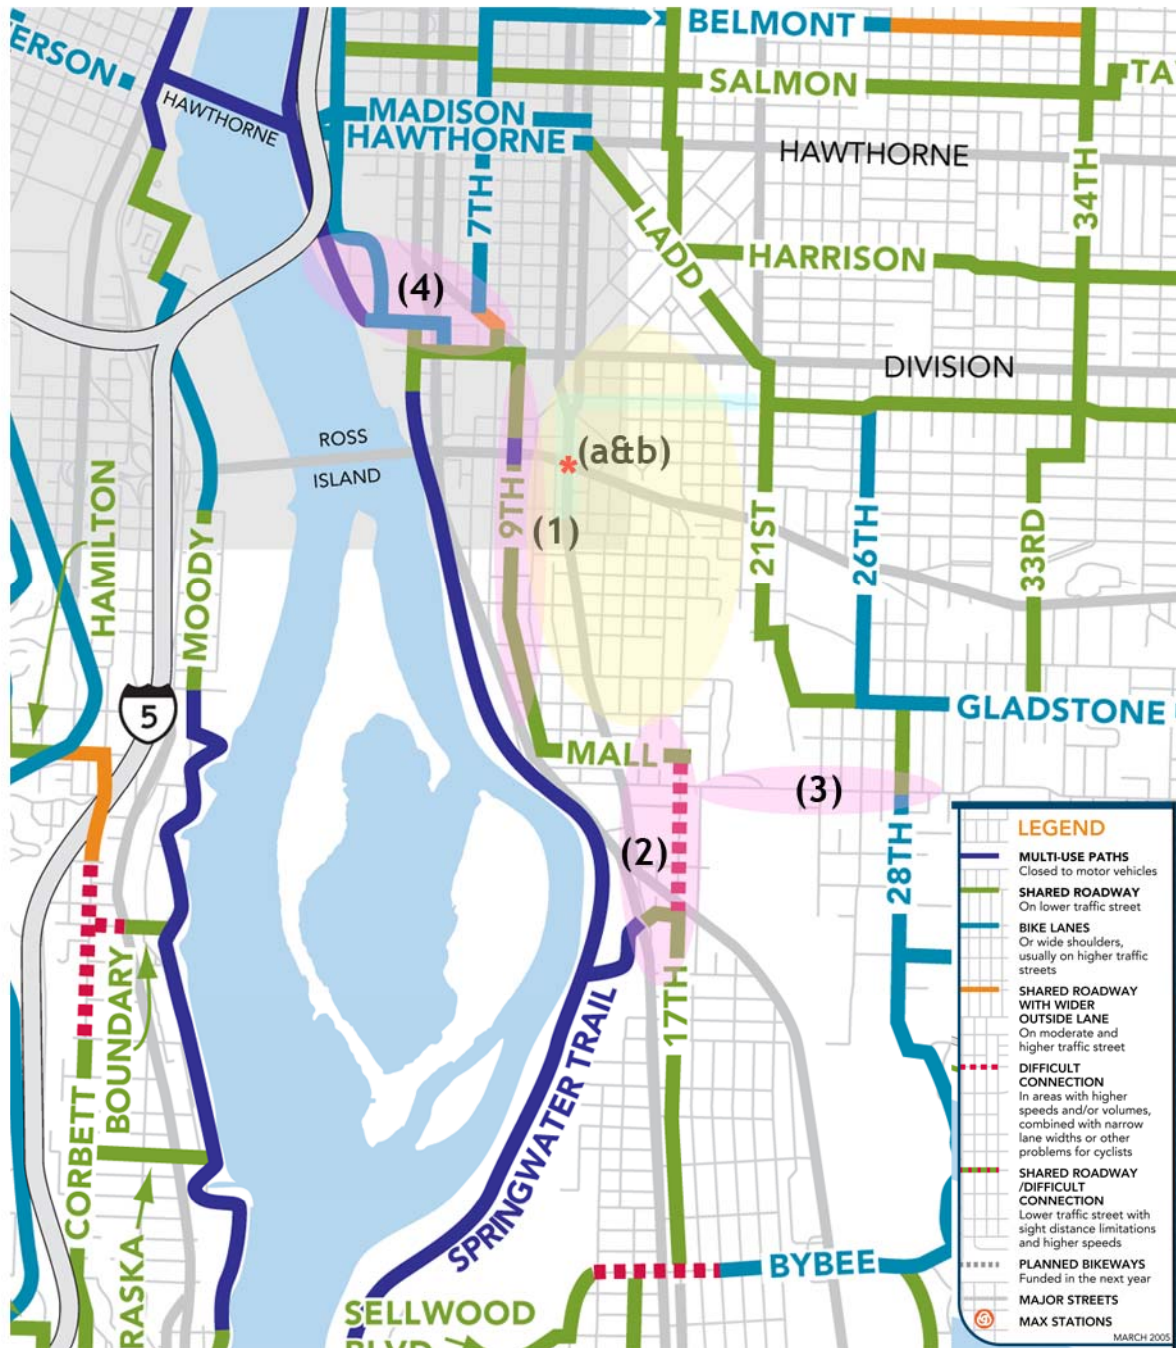 BELMONT
ERSON
SALMON
TA
HAWTHORNE
MADISON
HAWTHORNE
HAWTHORNE
7TH
34TH
LADD
HARRISON
(4)
DIVISION
ROSS
ISLAND
*(a&b)
HAMILTON
MOODY
9TH
(1)
21ST
26TH
33RD
5
GLADSTONE
MALL
(3)
(2)
28TH
LEGEND
MULTI-USE PATHS
Closed to motor vehicles
SHARED ROADWAY
On lower traffic street
BIKE LANES
Or wide shoulders,
usually on higher traffic
streets
SHARED ROADWAY
WITH WIDER
OUTSIDE LANE
On moderate and
higher traffic street
DIFFICULT
CONNECTION
In areas with higher
speeds and/or volumes,
combined with narrow
lane widths or other
problems for cyclists
SHARED ROADWAY
/DIFFICULT
CONNECTION
Lower traffic street with
sight distance limitations
and higher speeds
PLANNED BIKEWAYS
Funded in the next year
MAJOR STREETS
MAX STATIONS
MARCH 2005
BOUNDARY
CORBETT
17TH
SPRINGWATER TRAIL
BYBEE
RASKA
SELLWOOD
BLVD